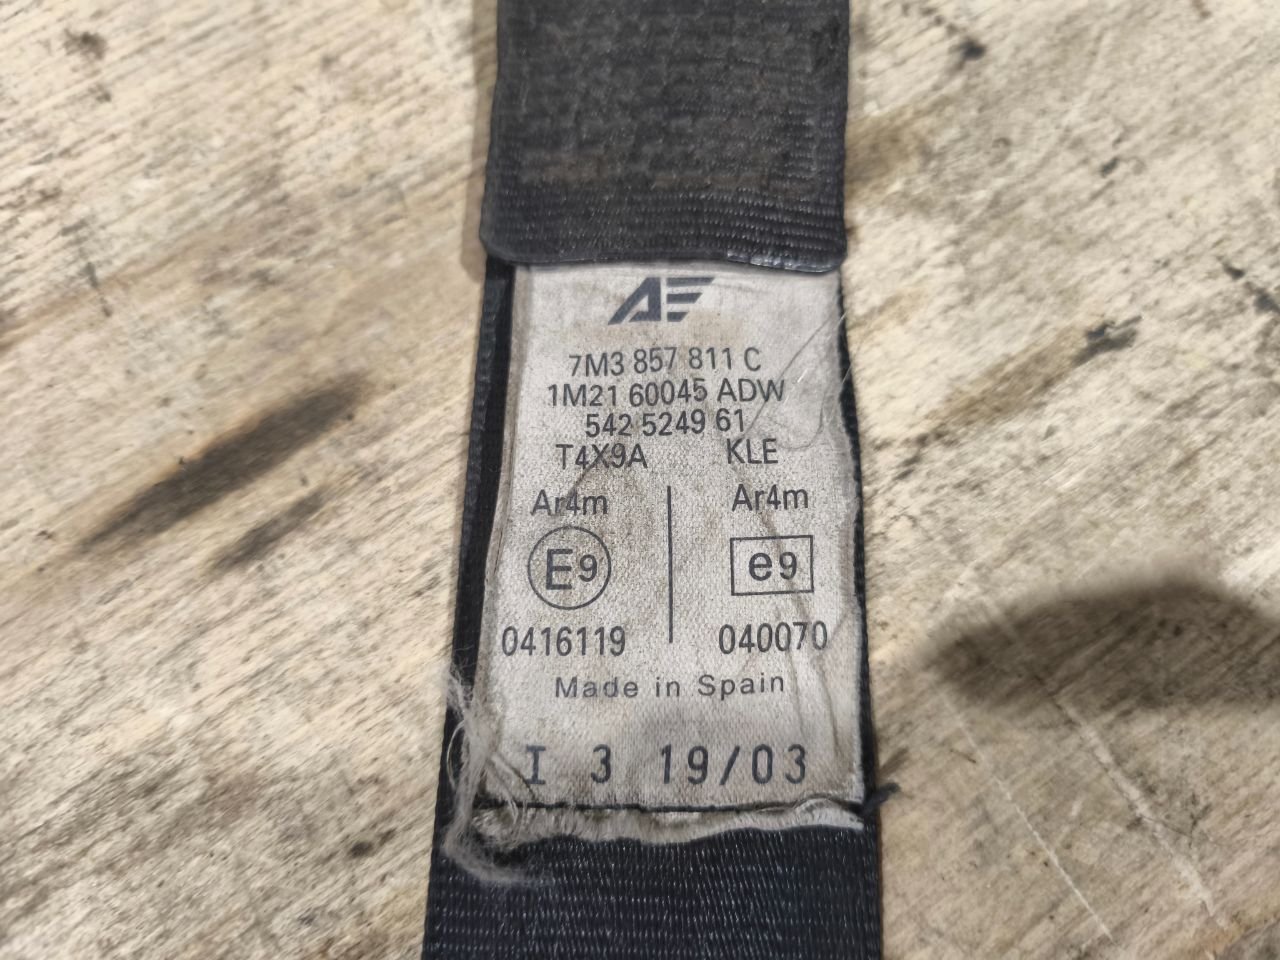 AE
7M3 857 811 C
1M21 60045 ADW
542 5249 61
T4X9A KLE
Ar4m Ar4m
E9 e9
0416119 040070
Made in Spain
I 3 19/03